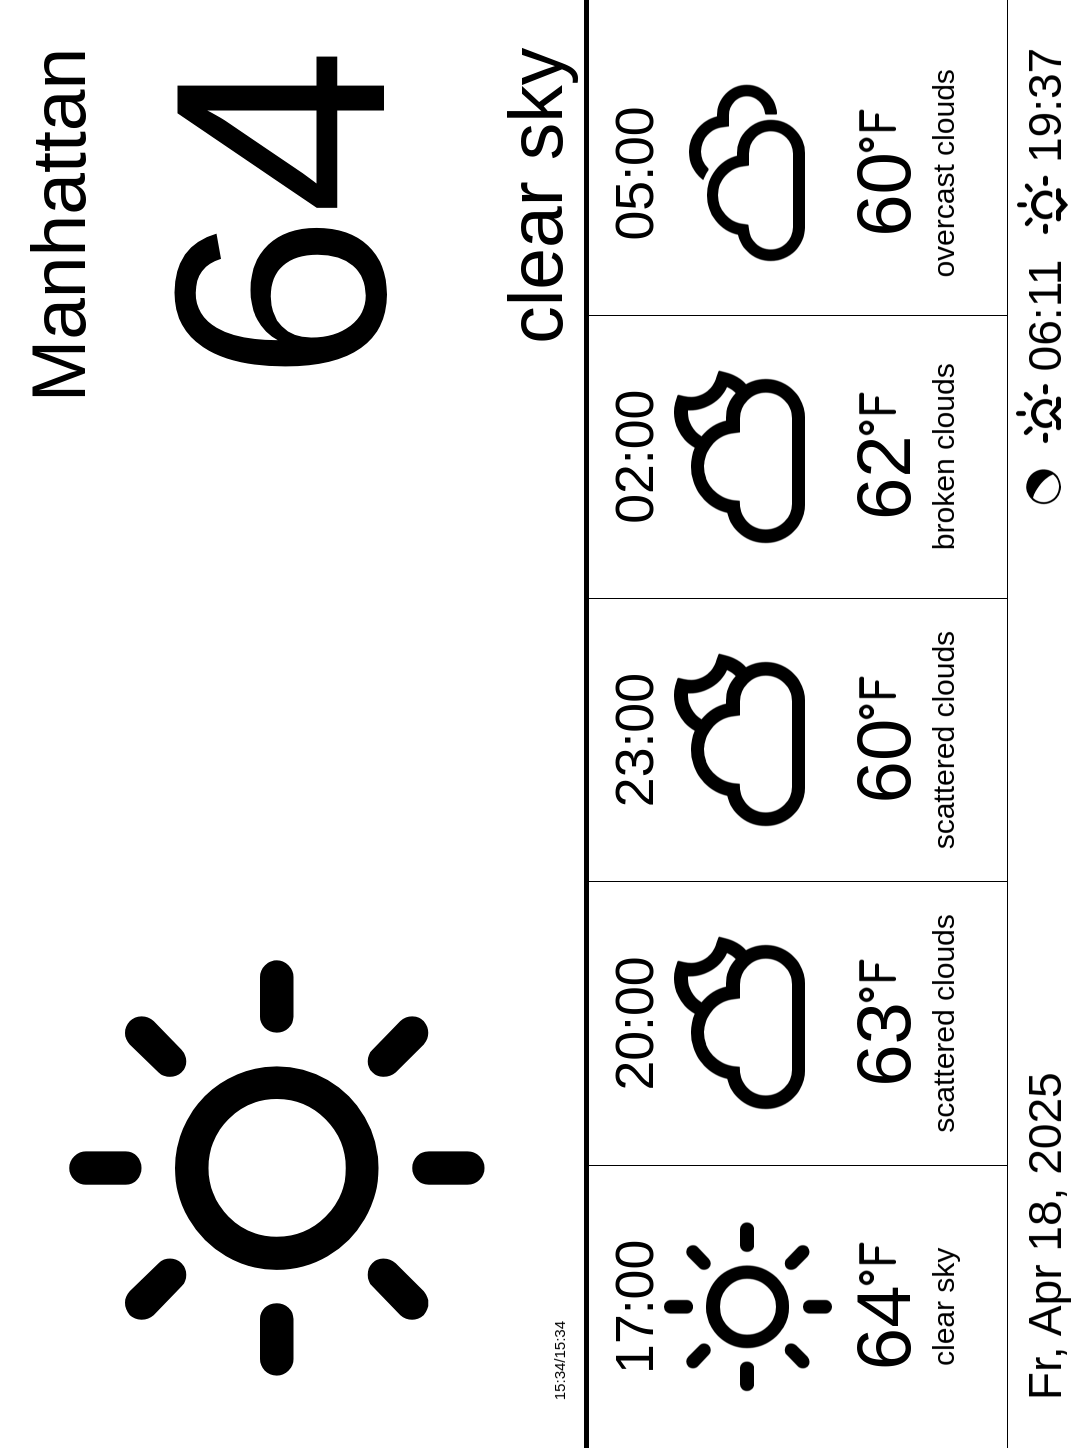 Manhattan
64
clear sky
15:34/15:34
17:00
64°F
clear sky
20:00
63°F
scattered clouds
23:00
60°F
scattered clouds
02:00
62°F
broken clouds
05:00
60°F
overcast clouds
Fr, Apr 18, 2025
06:11 19:37